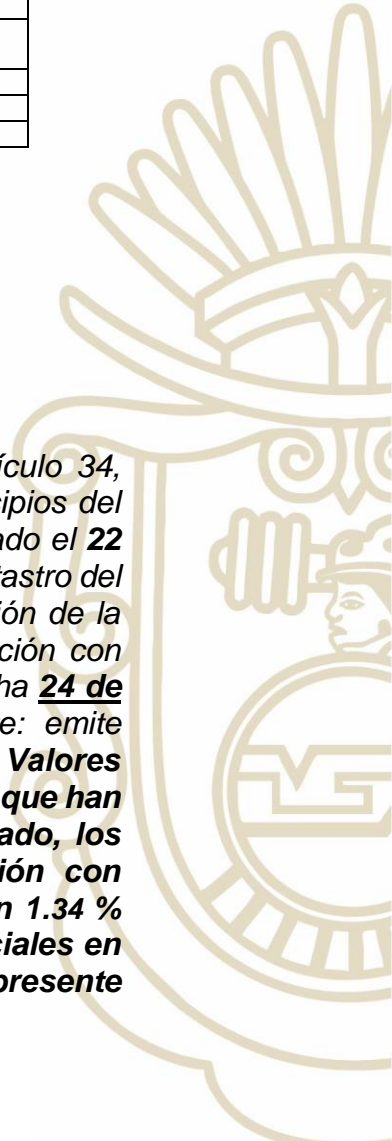 ículo 34,
cipios del
ado el 22
tastro del
ión de la
ción con
ha 24 de
e: emite
Valores
que han
ado, los
ión con
n 1.34 %
ciales en
presente